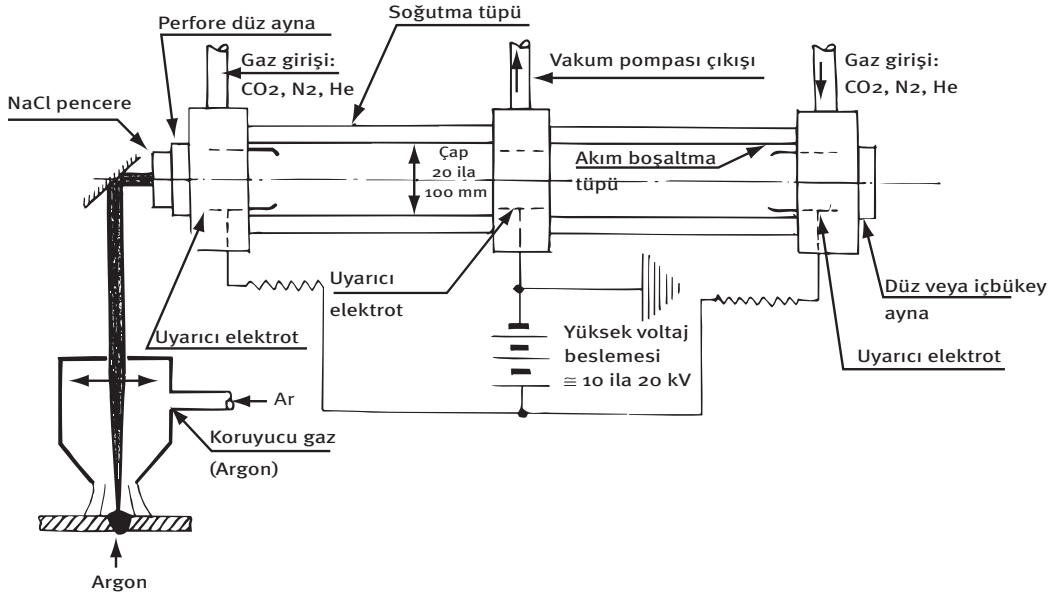 Soğutma tüpü
Perfore düz ayna
Gaz girişi:
CO2, N2, He
Vakum pompası çıkışı
Gaz girişi:
CO2, N2, He
NaCl pencere
Çap
20 ila
100 mm
Akım boşaltma
tüpü
Uyarıcı
elektrot
Düz veya içbükey
ayna
Uyarıcı elektrot
Yüksek voltaj
beslemesi
≅ 10 ila 20 kV
Uyarıcı elektrot
Ar
Koruyucu gaz
(Argon)
Argon